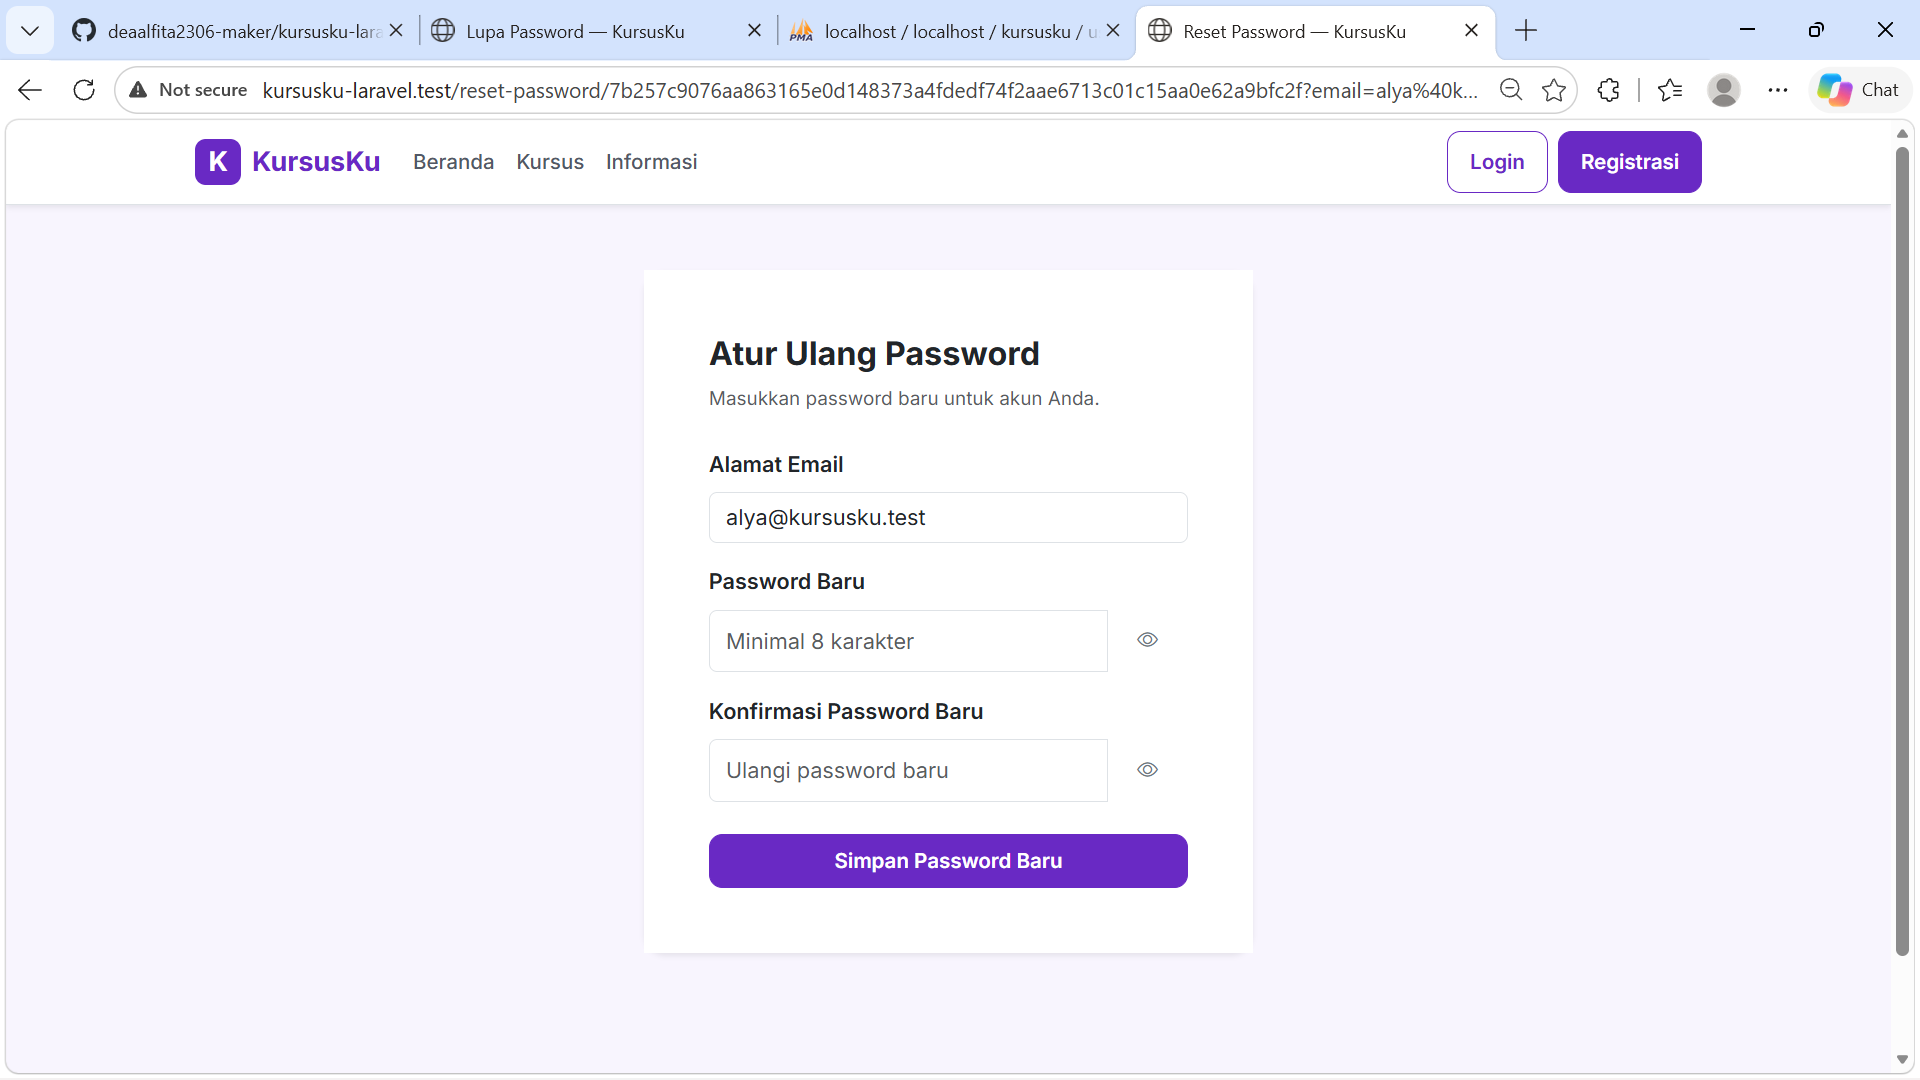 deaalfita2306-maker/kursusku-lara
Lupa Password — KursusKu
localhost / localhost / kursusku / u
Reset Password — KursusKu
Not secure
kursusku-laravel.test/reset-password/7b257c9076aa863165e0d148373a4fdedf74f2aae6713c01c15aa0e62a9bfc2f?email=alya%40k...
Chat
K KursusKu
Beranda
Kursus
Informasi
Login
Registrasi
Atur Ulang Password
Masukkan password baru untuk akun Anda.
Alamat Email
alya@kursusku.test
Password Baru
Minimal 8 karakter
Konfirmasi Password Baru
Ulangi password baru
Simpan Password Baru